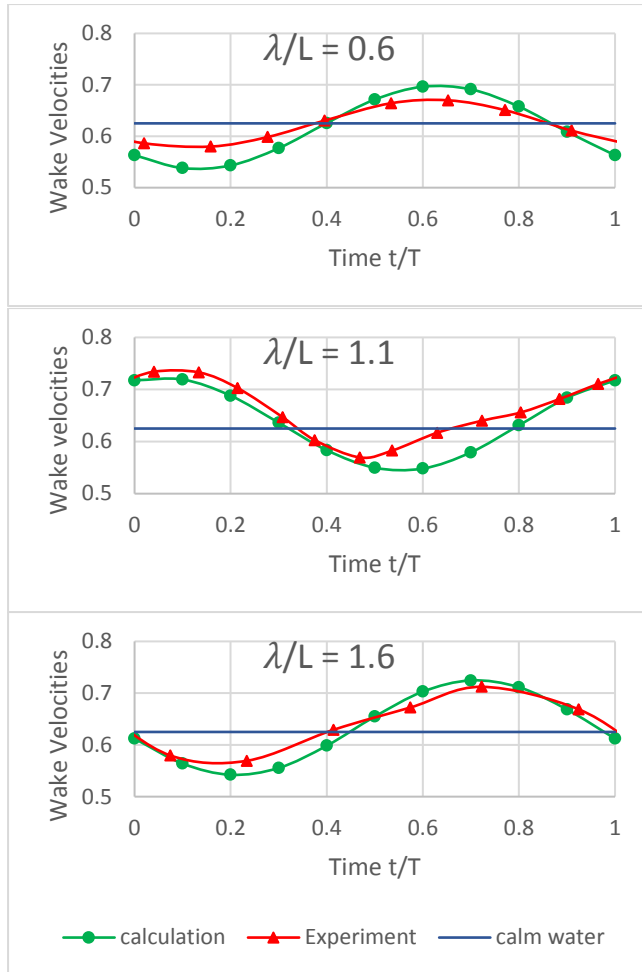 λ/L = 0.6
0.8
0.7
0.6
0.5
Wake Velocities
0 0.2 0.4 0.6 0.8 1
Time t/T
λ/L = 1.1
0.8
0.7
0.6
0.5
Wake velocities
0 0.2 0.4 0.6 0.8 1
Time t/T
λ/L = 1.6
0.8
0.7
0.6
0.5
Wake Velocities
0 0.2 0.4 0.6 0.8 1
Time t/T
calculation Experiment calm water